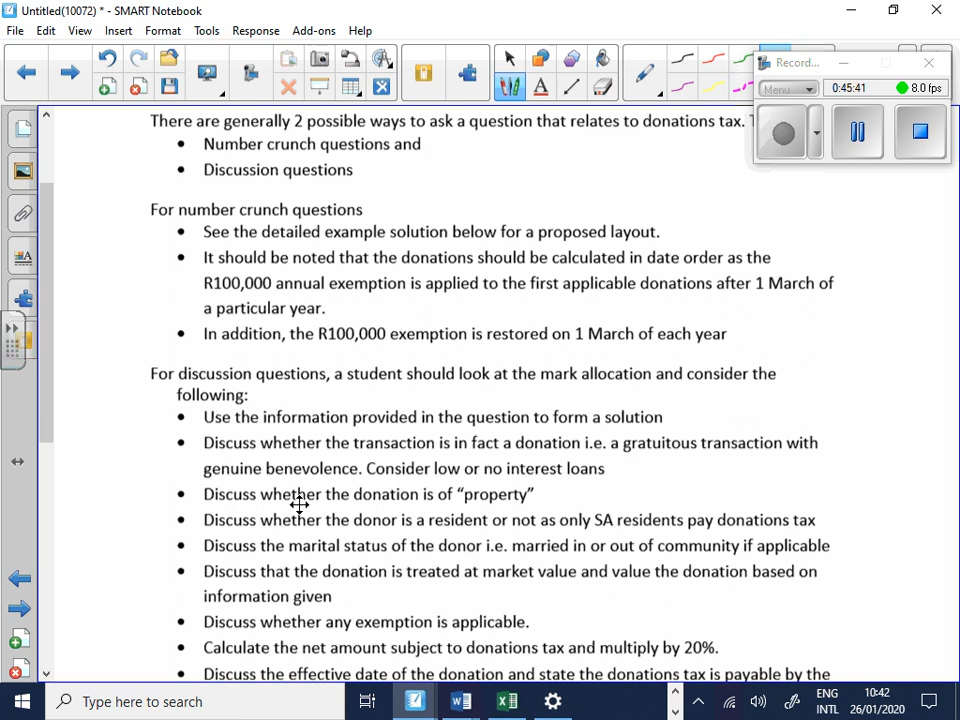 Untitled(10072) * - SMART Notebook
File Edit View Insert Format Tools Response Add-ons Help
Record...
Menu
0:45:41
8.0 fps
There are generally 2 possible ways to ask a question that relates to donations tax.
• Number crunch questions and
• Discussion questions
For number crunch questions
• See the detailed example solution below for a proposed layout.
• It should be noted that the donations should be calculated in date order as the
R100,000 annual exemption is applied to the first applicable donations after 1 March of
a particular year.
• In addition, the R100,000 exemption is restored on 1 March of each year
For discussion questions, a student should look at the mark allocation and consider the
following:
• Use the information provided in the question to form a solution
• Discuss whether the transaction is in fact a donation i.e. a gratuitous transaction with
genuine benevolence. Consider low or no interest loans
• Discuss whether the donation is of “property”
• Discuss whether the donor is a resident or not as only SA residents pay donations tax
• Discuss the marital status of the donor i.e. married in or out of community if applicable
• Discuss that the donation is treated at market value and value the donation based on
information given
• Discuss whether any exemption is applicable.
• Calculate the net amount subject to donations tax and multiply by 20%.
• Discuss the effective date of the donation and state the donations tax is payable by the
Type here to search
ENG
INTL
10:42
26/01/2020